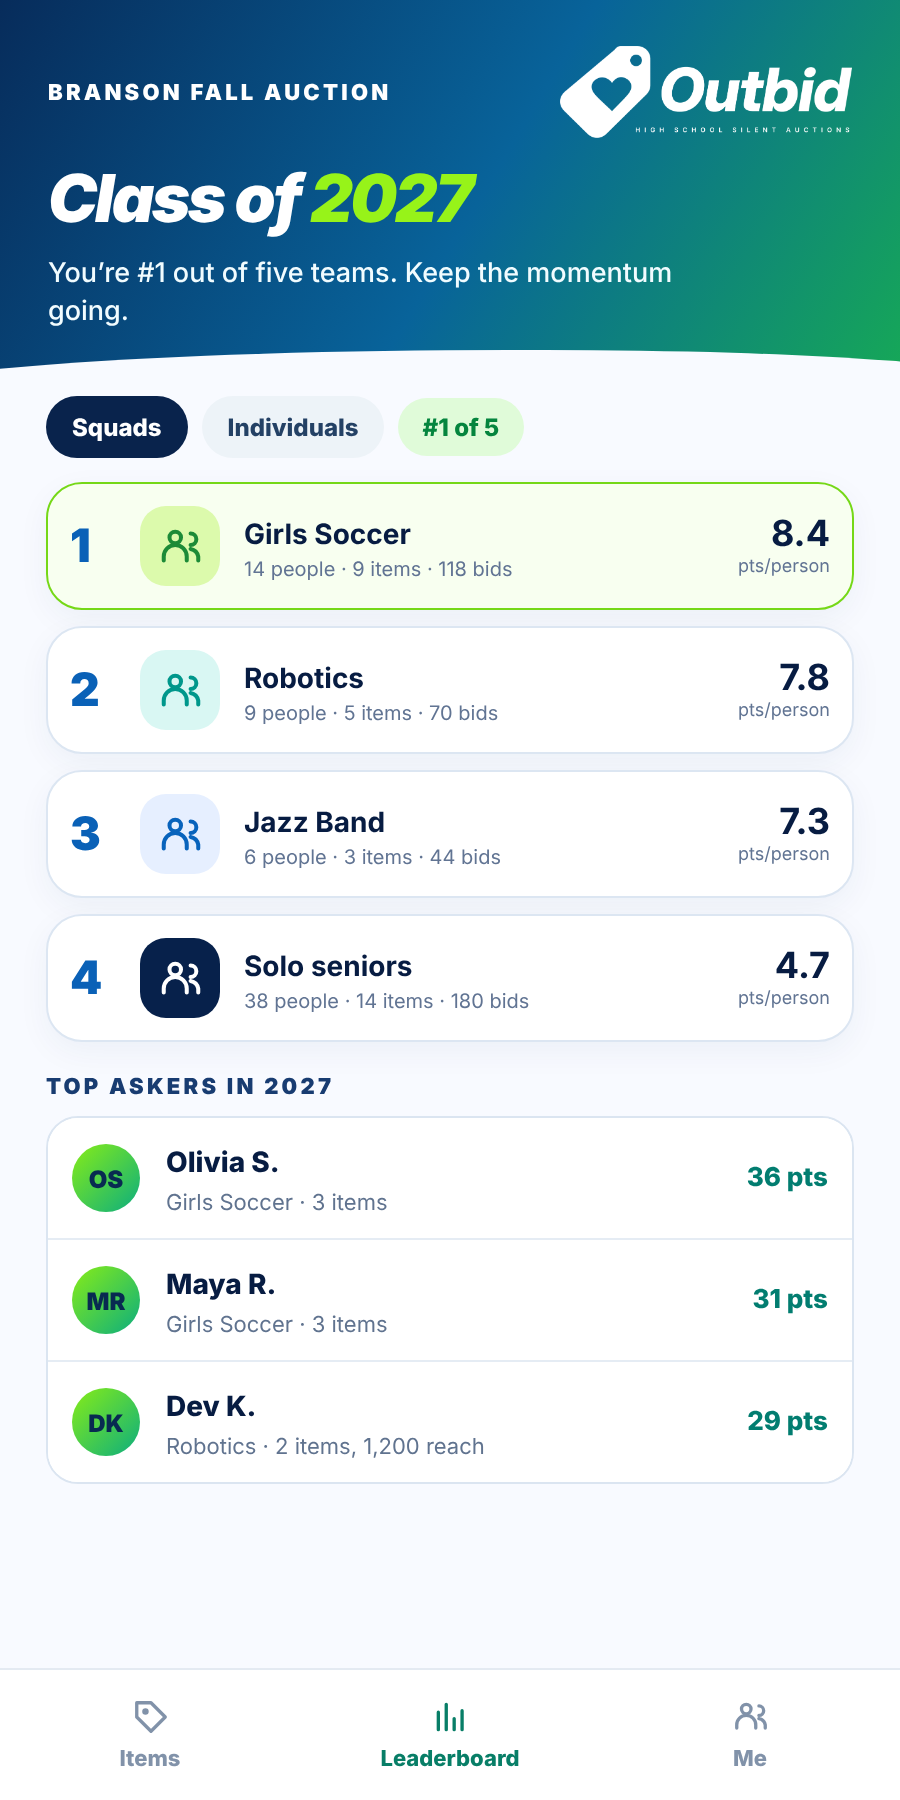 BRANSON FALL AUCTION
Outbid
HIGH SCHOOL SILENT AUCTIONS
Class of 2027
You’re #1 out of five teams. Keep the momentum
going.
Squads
Individuals
#1 of 5
1
Girls Soccer
14 people · 9 items · 118 bids
8.4
pts/person
2
Robotics
9 people · 5 items · 70 bids
7.8
pts/person
3
Jazz Band
6 people · 3 items · 44 bids
7.3
pts/person
4
Solo seniors
38 people · 14 items · 180 bids
4.7
pts/person
TOP ASKERS IN 2027
OS
Olivia S.
Girls Soccer · 3 items
36 pts
MR
Maya R.
Girls Soccer · 3 items
31 pts
DK
Dev K.
Robotics · 2 items, 1,200 reach
29 pts
Items
Leaderboard
Me